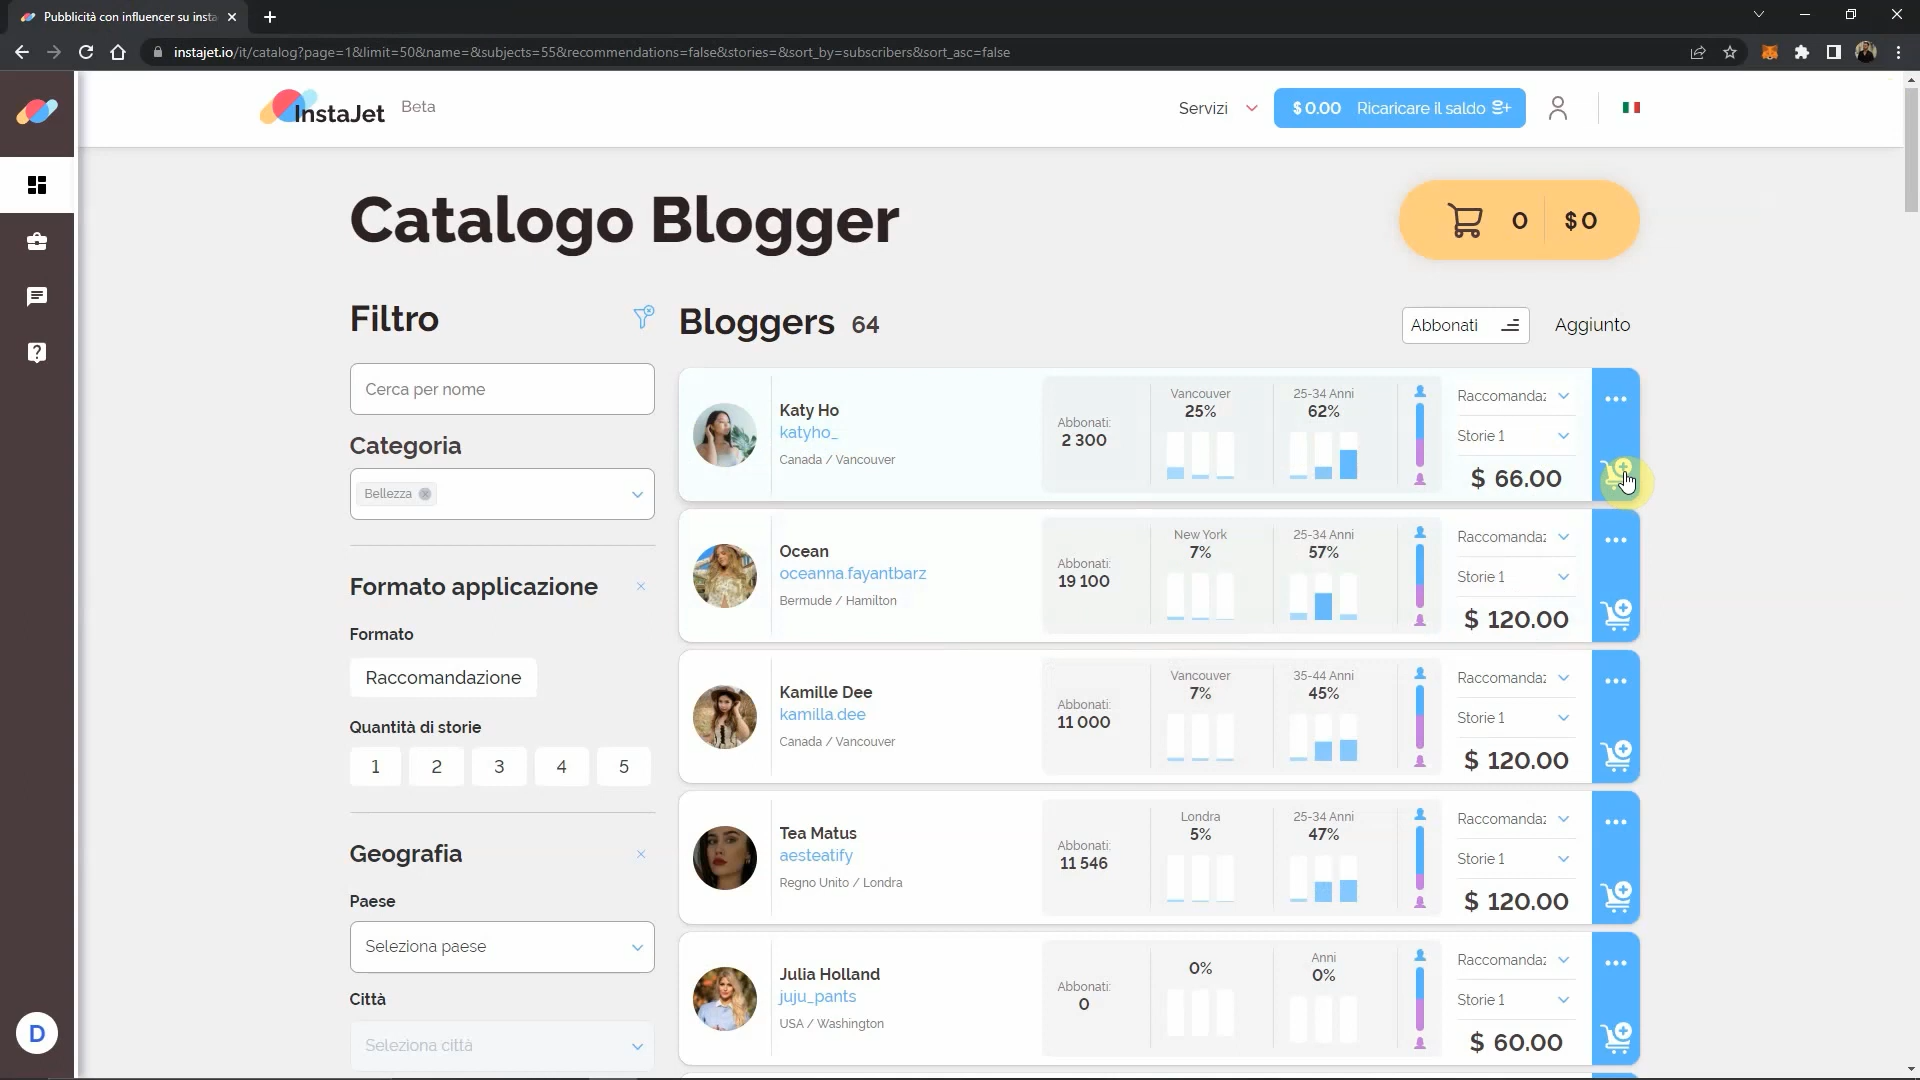 Pubblicità con influencer su insta
instajet.io/it/catalog?page=1&limit=50&name=&subjects=55&recommendations=false&stories=&sort_by=subscribers&sort_asc=false
InstaJet
Beta
Servizi
$ 0.00 Ricaricare il saldo
Catalogo Blogger
0 $ 0
Filtro
Bloggers 64
Abbonati
Aggiunto
Cerca per nome
Categoria
Bellezza
Formato applicazione
Formato
Raccomandazione
Quantità di storie
1 2 3 4 5
Geografia
Paese
Seleziona paese
Città
Seleziona città
D
Katy Ho
katyho_
Canada / Vancouver
Abbonati:
2 300
Vancouver
25%
25-34 Anni
62%
Raccomandaz
Storie 1
$ 66.00
Ocean
oceanna.fayantbarz
Bermude / Hamilton
Abbonati:
19 100
New York
7%
25-34 Anni
57%
Raccomandaz
Storie 1
$ 120.00
Kamille Dee
kamilla.dee
Canada / Vancouver
Abbonati:
11 000
Vancouver
7%
35-44 Anni
45%
Raccomandaz
Storie 1
$ 120.00
Tea Matus
aesteatify
Regno Unito / Londra
Abbonati:
11 546
Londra
5%
25-34 Anni
47%
Raccomandaz
Storie 1
$ 120.00
Julia Holland
juju_pants
USA / Washington
Abbonati:
0
0%
Anni
0%
Raccomandaz
Storie 1
$ 60.00